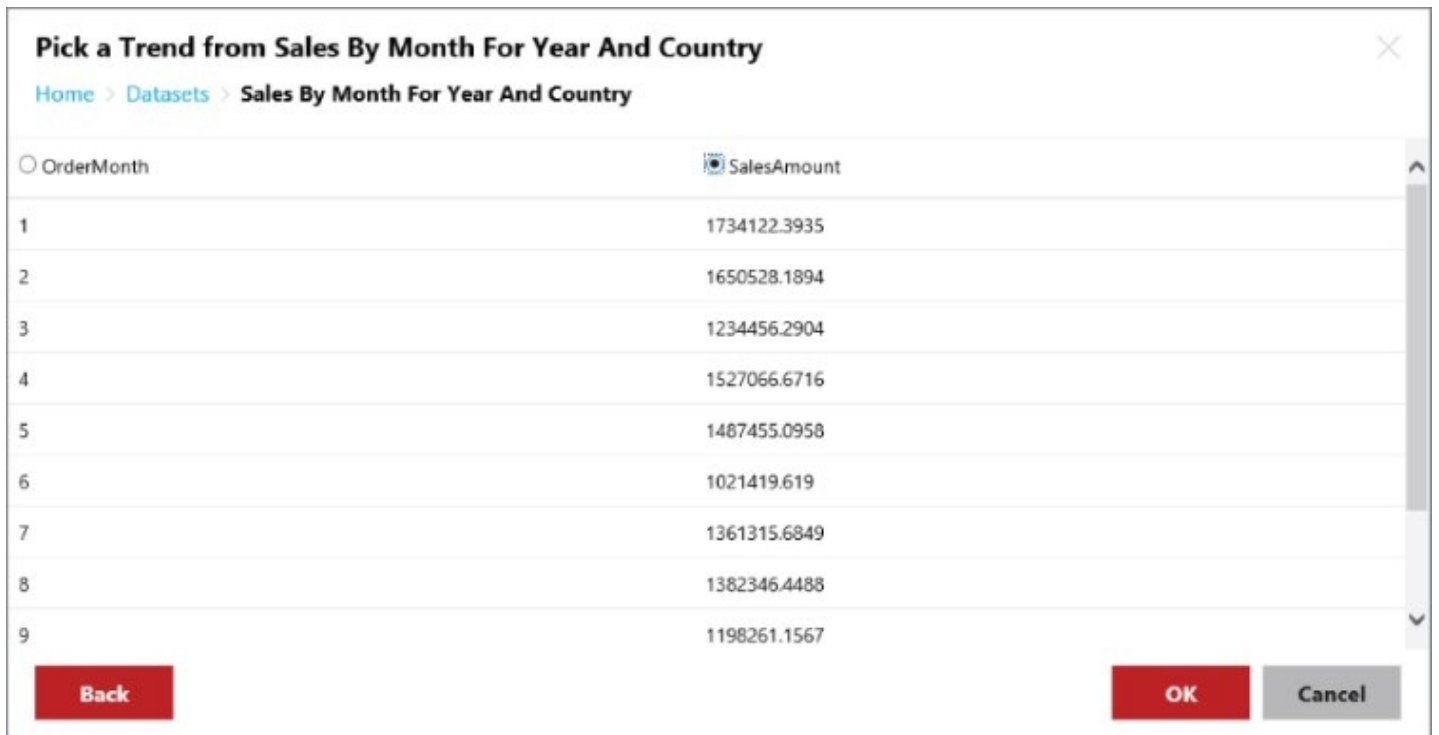 Pick a Trend from Sales By Month For Year And Country
Home > Datasets > Sales By Month For Year And Country
OrderMonth SalesAmount
1 1734122.3935
2 1650528.1894
3 1234456.2904
4 1527066.6716
5 1487455.0958
6 1021419.619
7 1361315.6849
8 1382346.4488
9 1198261.1567
Back OK Cancel